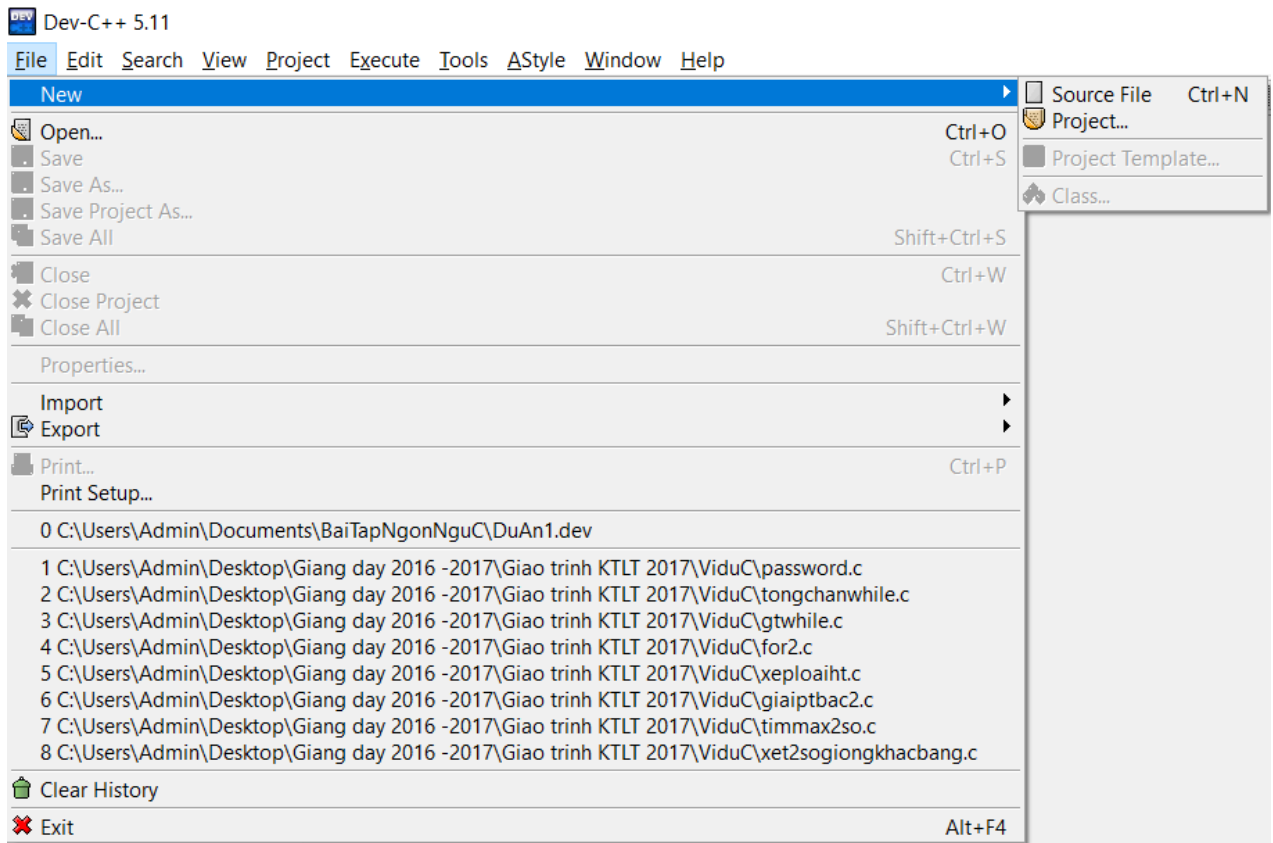 DEV Dev-C++ 5.11
File Edit Search View Project Execute Tools AStyle Window Help
New
Source File Ctrl+N
Project...
Project Template...
Class...
Open... Ctrl+O
Save Ctrl+S
Save As...
Save Project As...
Save All Shift+Ctrl+S
Close Ctrl+W
Close Project
Close All Shift+Ctrl+W
Properties...
Import
Export
Print... Ctrl+P
Print Setup...
0 C:\Users\Admin\Documents\BaiTapNgonNguC\DuAn1.dev
1 C:\Users\Admin\Desktop\Giang day 2016 -2017\Giao trinh KTLT 2017\ViduC\password.c
2 C:\Users\Admin\Desktop\Giang day 2016 -2017\Giao trinh KTLT 2017\ViduC\tongchanwhile.c
3 C:\Users\Admin\Desktop\Giang day 2016 -2017\Giao trinh KTLT 2017\ViduC\gtwhile.c
4 C:\Users\Admin\Desktop\Giang day 2016 -2017\Giao trinh KTLT 2017\ViduC\for2.c
5 C:\Users\Admin\Desktop\Giang day 2016 -2017\Giao trinh KTLT 2017\ViduC\xeploaiht.c
6 C:\Users\Admin\Desktop\Giang day 2016 -2017\Giao trinh KTLT 2017\ViduC\giaiptbac2.c
7 C:\Users\Admin\Desktop\Giang day 2016 -2017\Giao trinh KTLT 2017\ViduC\timmax2so.c
8 C:\Users\Admin\Desktop\Giang day 2016 -2017\Giao trinh KTLT 2017\ViduC\xet2sogiongkhacbang.c
Clear History
Exit Alt+F4